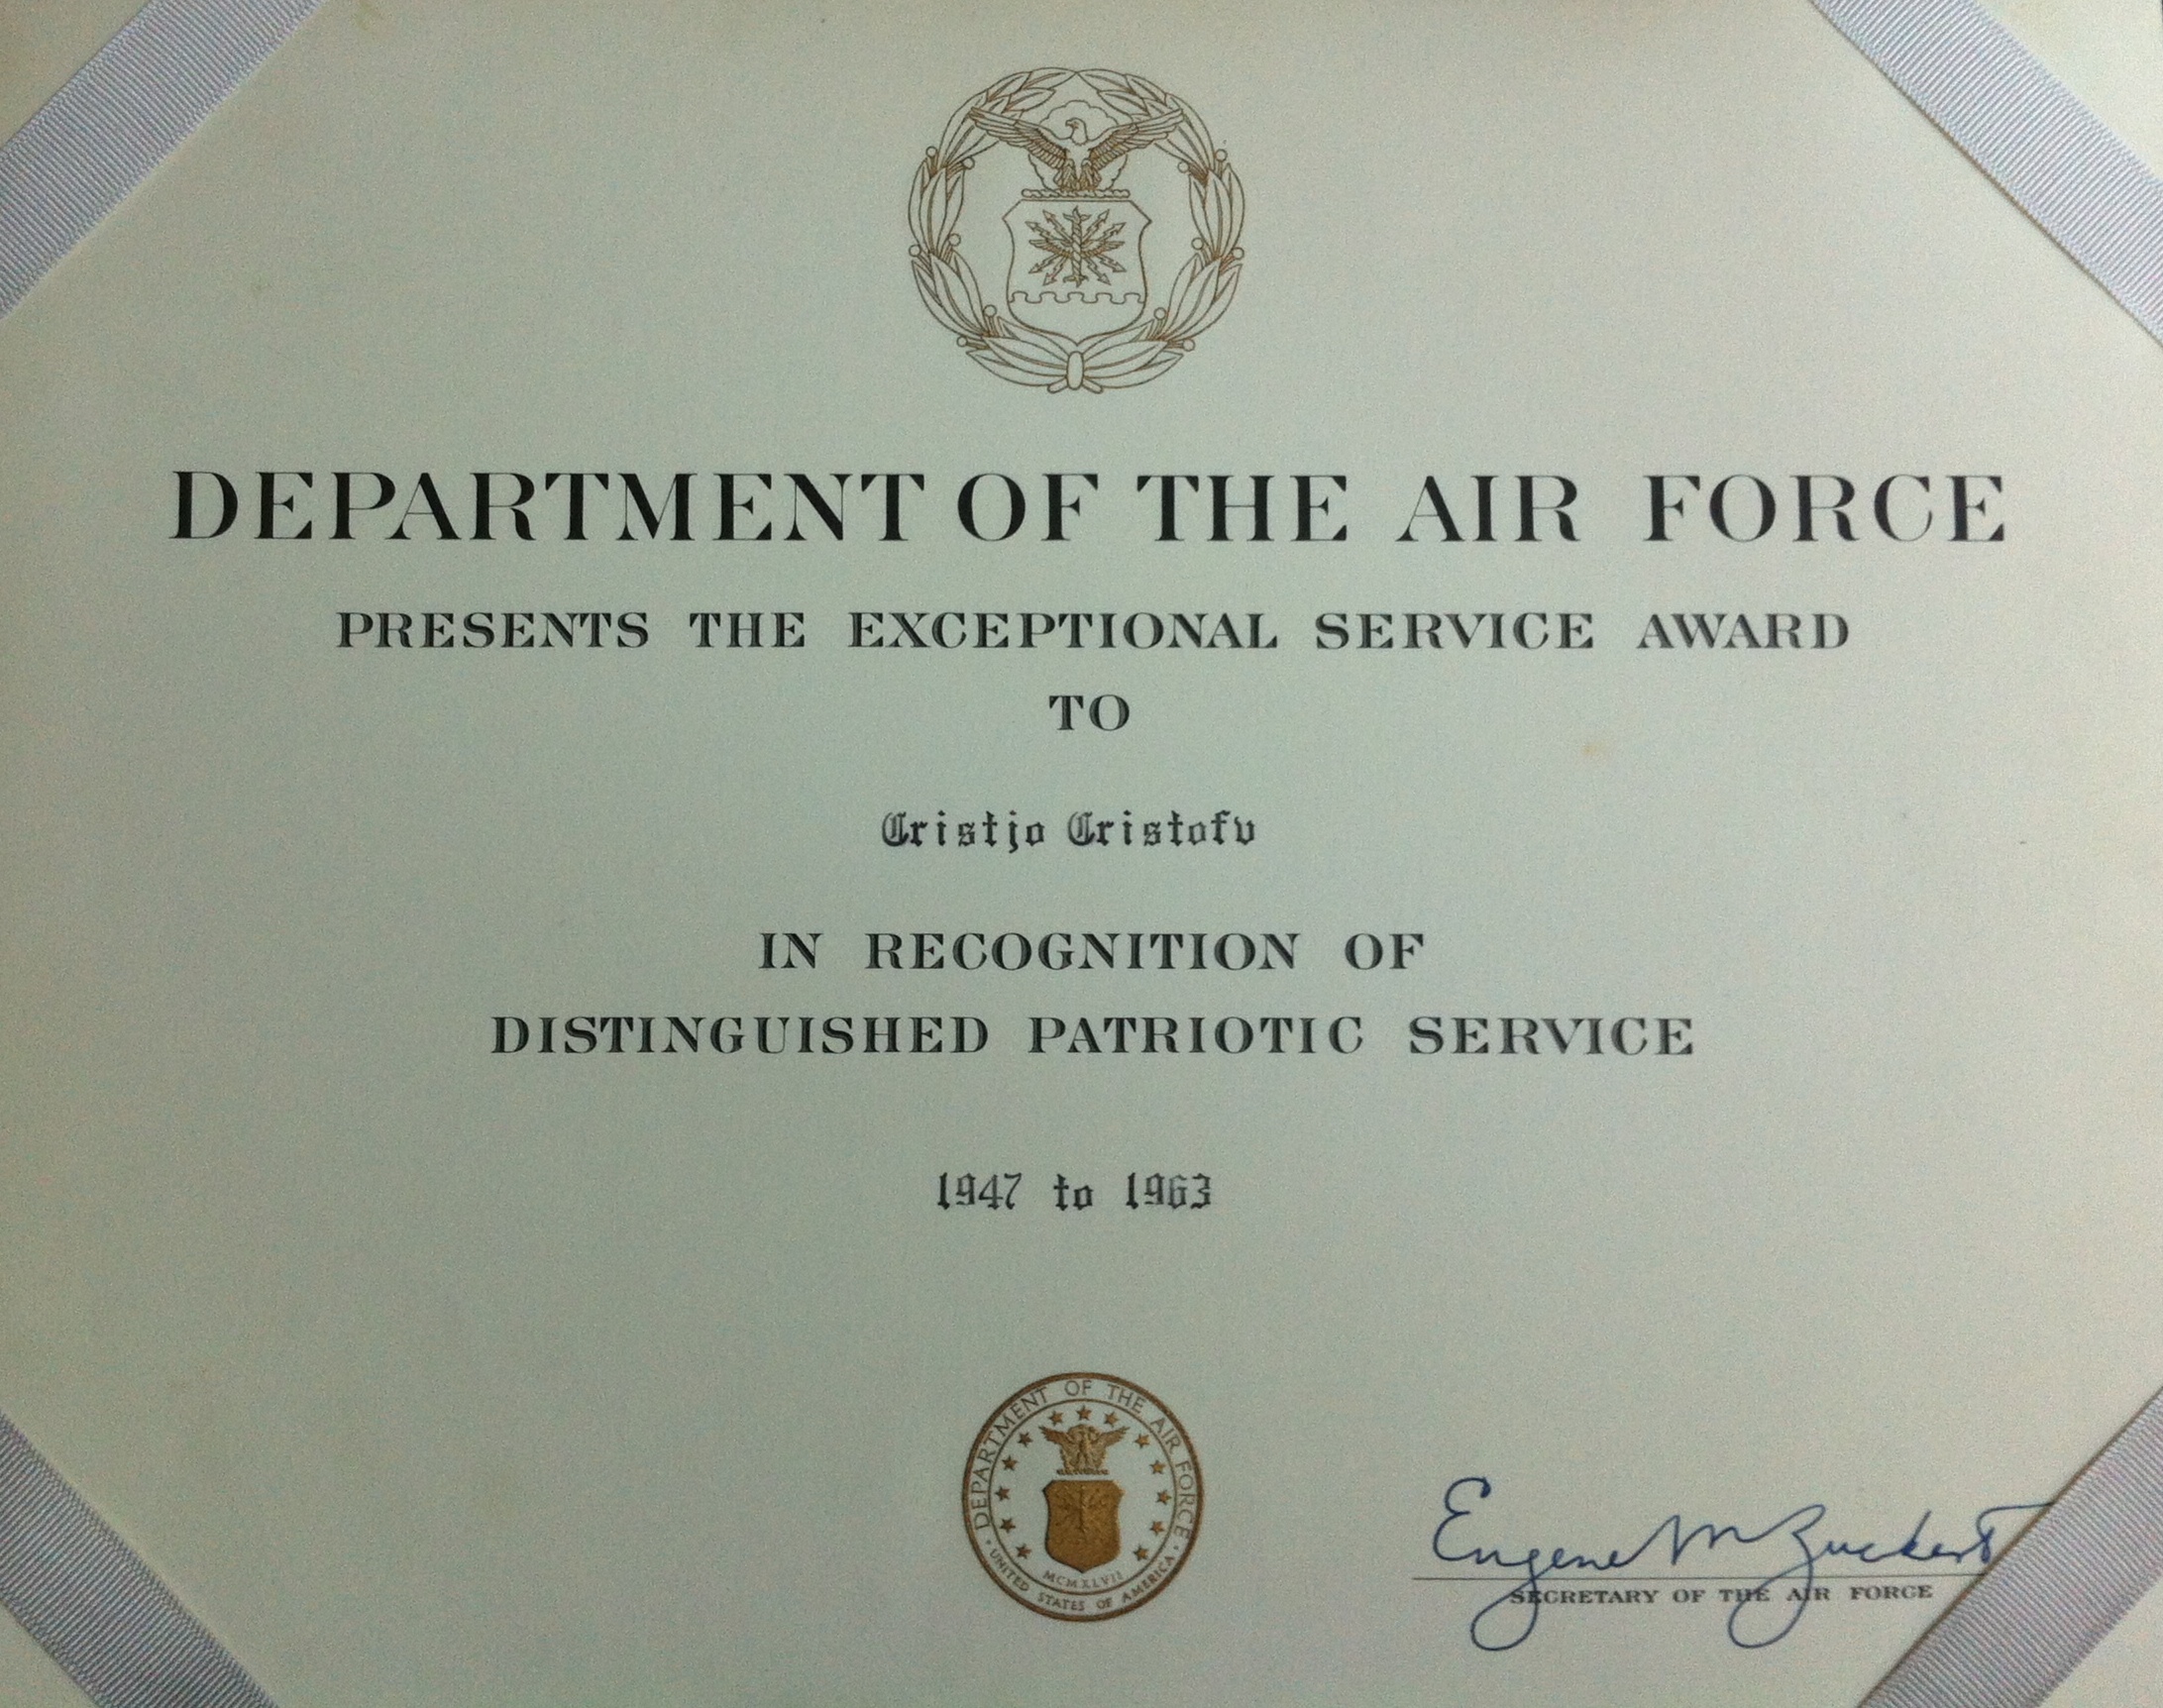 DEPARTMENT OF THE AIR FORCE
PRESENTS THE EXCEPTIONAL SERVICE AWARD
TO
Cristjo Cristofv
IN RECOGNITION OF
DISTINGUISHED PATRIOTIC SERVICE
1947 to 1963
DEPARTMENT OF THE AIR FORCE
MCMXLVII
UNITED STATES OF AMERICA
Eugene M Zuckert
SECRETARY OF THE AIR FORCE